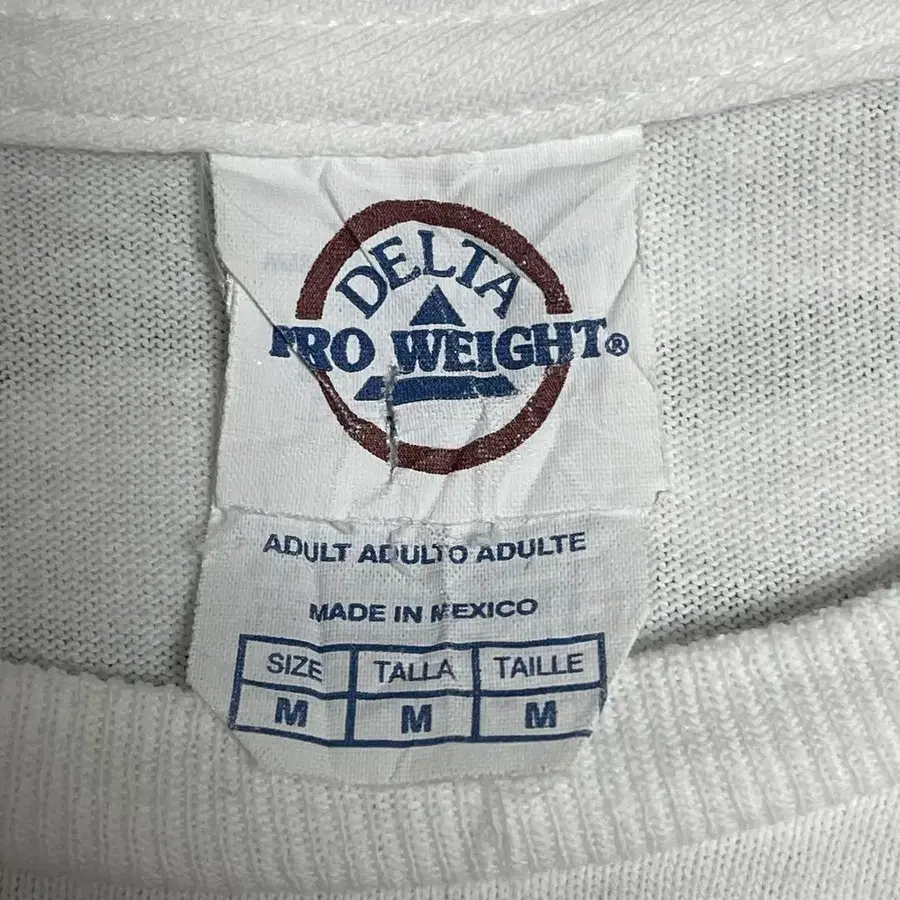 DELTA
PRO WEIGHT®
ADULT ADULTO ADULTE
MADE IN MEXICO
SIZE TALLA TAILLE
M M M